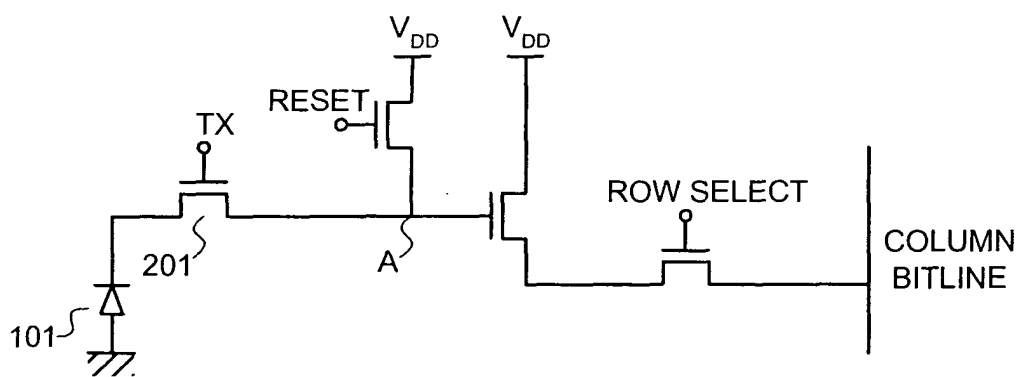 V_DD V_DD
RESET
TX
ROW SELECT
201
A
COLUMN
BITLINE
101